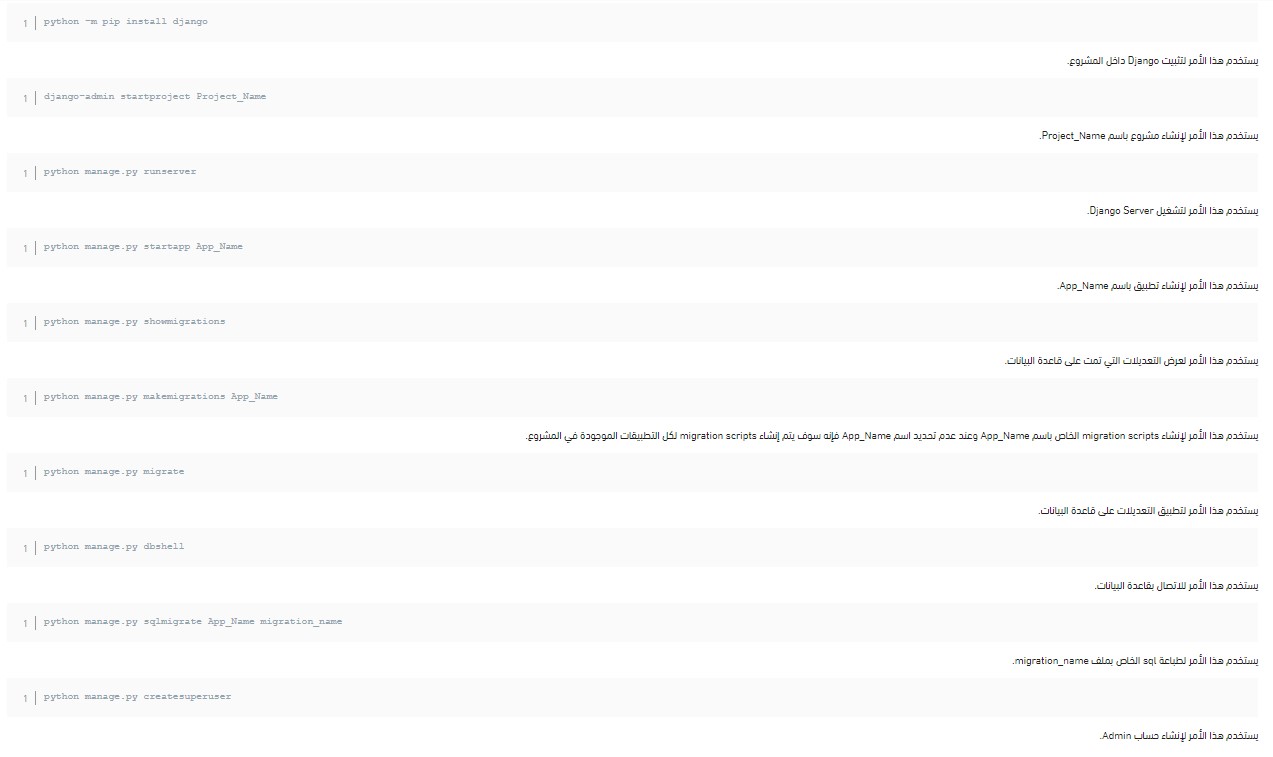 1 python -m pip install django
يستخدم هذا الأمر لتثبيت Django داخل المشروع.
1 django-admin startproject Project_Name
يستخدم هذا الأمر لإنشاء مشروع باسم Project_Name.
1 python manage.py runserver
يستخدم هذا الأمر لتشغيل Django Server.
1 python manage.py startapp App_Name
يستخدم هذا الأمر لإنشاء تطبيق باسم App_Name.
1 python manage.py showmigrations
يستخدم هذا الأمر لعرض التعديلات التي تمت على قاعدة البيانات.
1 python manage.py makemigrations App_Name
يستخدم هذا الأمر لإنشاء migration scripts الخاص باسم App_Name وعند عدم تحديد اسم App_Name فإنه سوف يتم إنشاء migration scripts لكل التطبيقات الموجودة في المشروع.
1 python manage.py migrate
يستخدم هذا الأمر لتطبيق التعديلات على قاعدة البيانات.
1 python manage.py dbshell
يستخدم هذا الأمر للاتصال بقاعدة البيانات.
1 python manage.py sqlmigrate App_Name migration_name
يستخدم هذا الأمر لطباعة sql الخاص بملف migration_name.
1 python manage.py createsuperuser
يستخدم هذا الأمر لإنشاء حساب Admin.